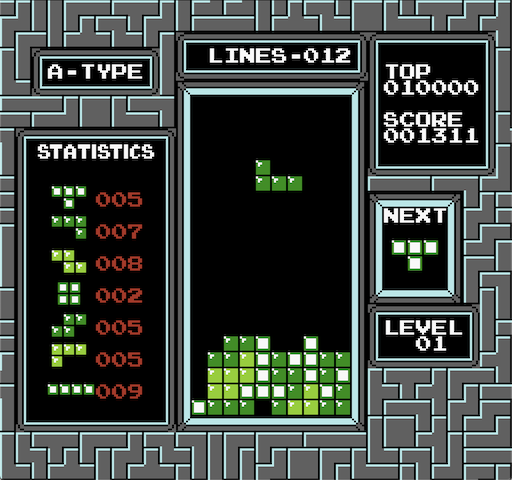 A-TYPE
LINES-012
TOP
010000
SCORE
001311
STATISTICS
005
007
008
002
005
005
009
NEXT
LEVEL
01